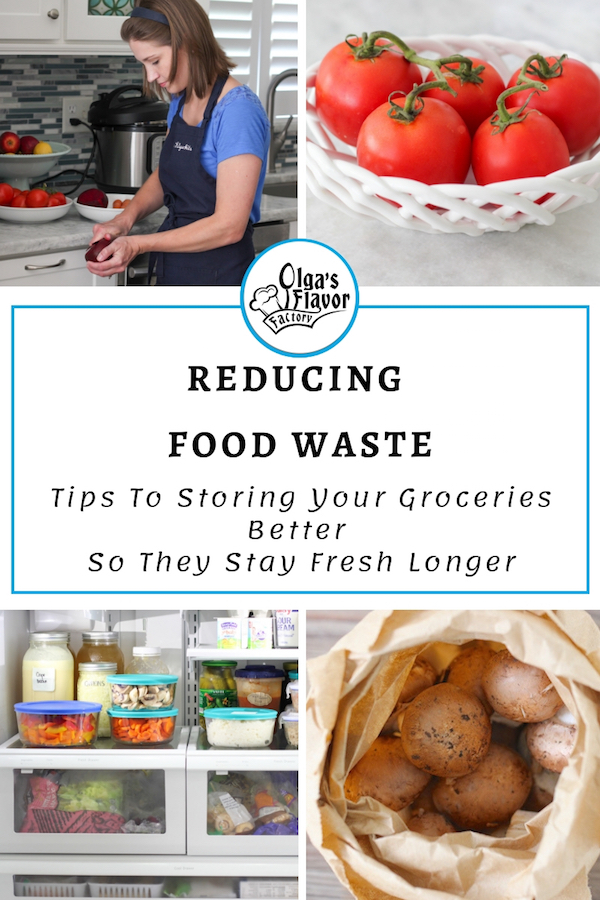 Olga's
Flavor
Factory
REDUCING
FOOD WASTE
Tips To Storing Your Groceries
Better
So They Stay Fresh Longer